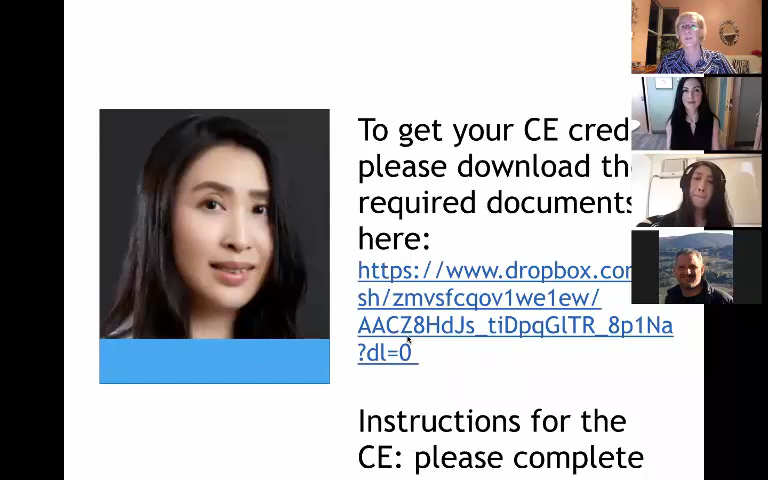 To get your CE cred
please download th
required documents
here:
https://www.dropbox.com
sh/zmvsfcqov1we1ew/
AACZ8HdJs_tiDpqGlTR_8p1Na
?dl=0
Instructions for the
CE: please complete